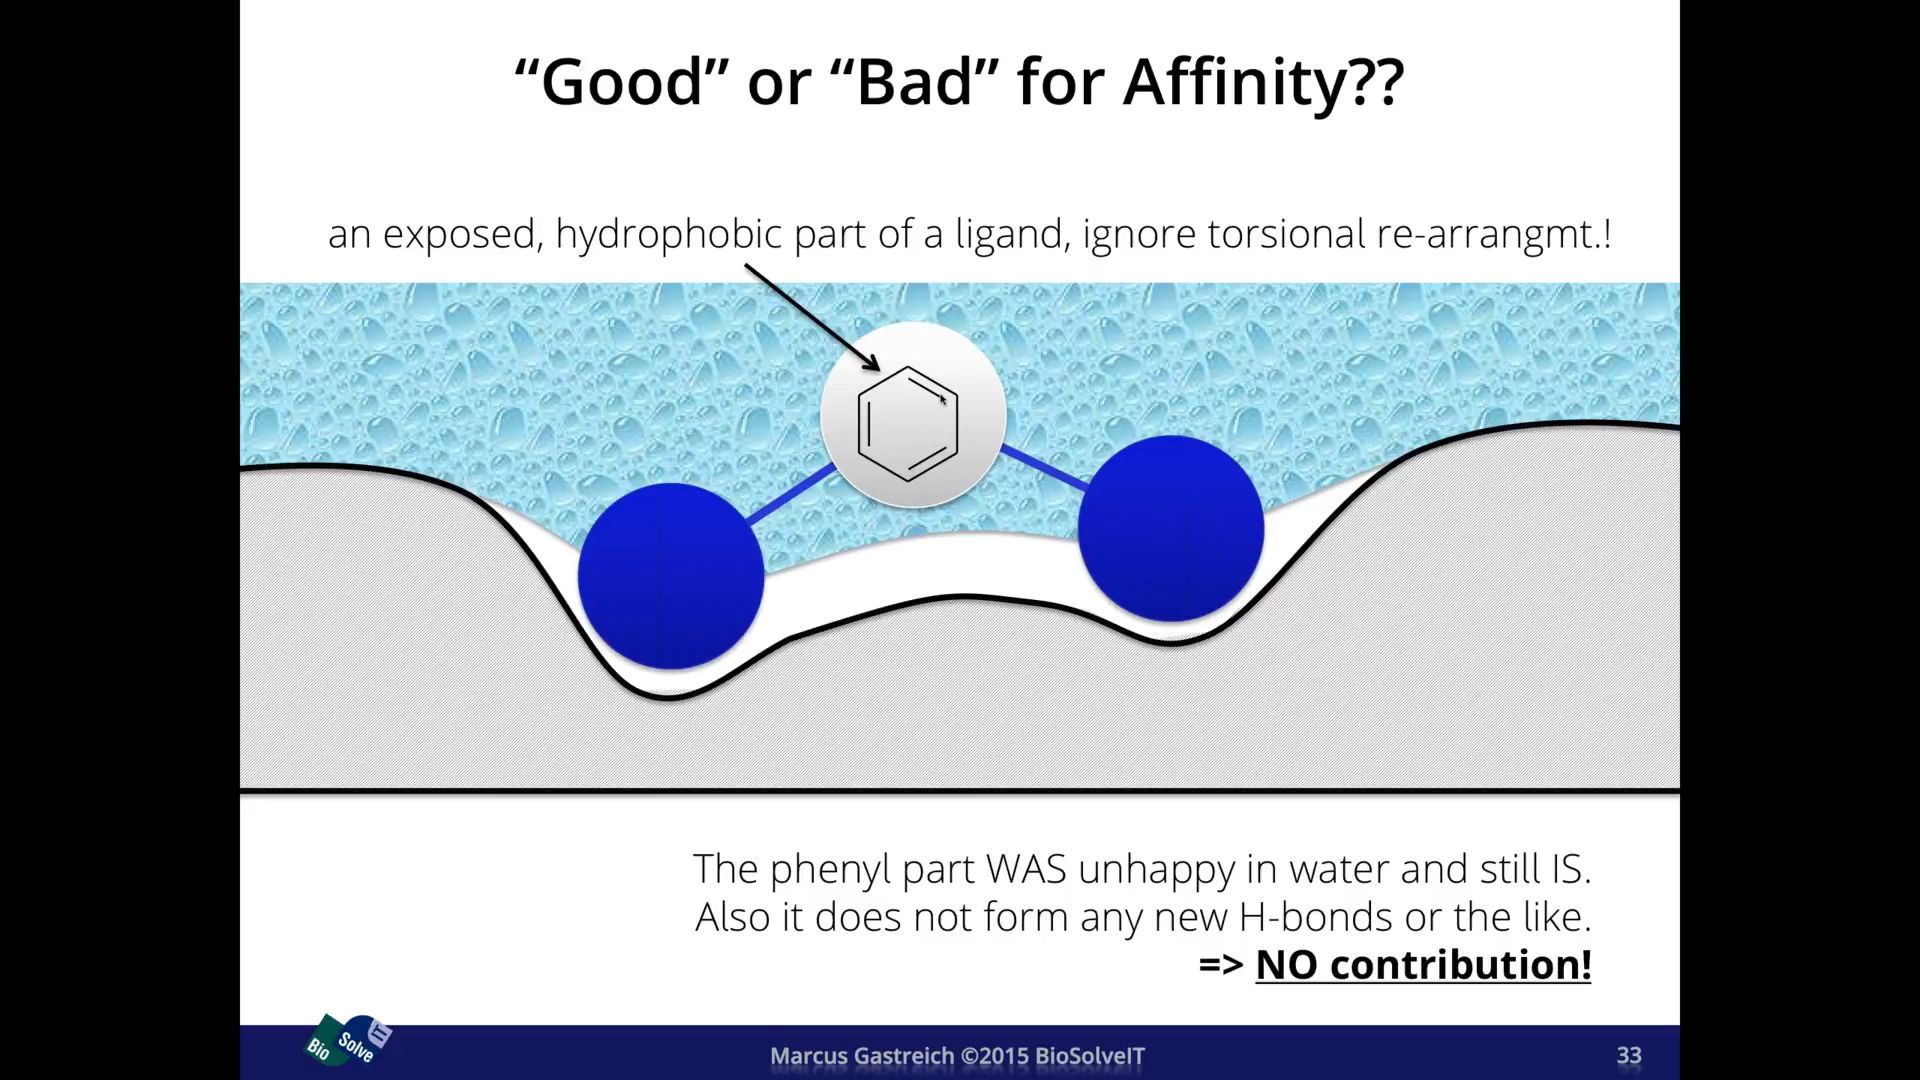 “Good” or “Bad” for Affinity??
an exposed, hydrophobic part of a ligand, ignore torsional re-arrangmt.!
The phenyl part WAS unhappy in water and still IS.
Also it does not form any new H-bonds or the like.
=> NO contribution!
Bio Solve IT
Marcus Gastreich ©2015 BioSolveIT
33